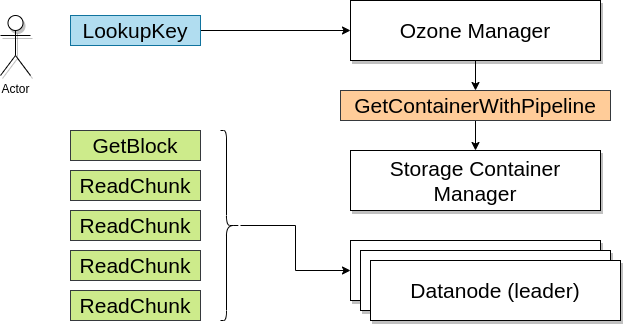 LookupKey
Ozone Manager
Actor
GetContainerWithPipeline
GetBlock
Storage Container
Manager
ReadChunk
ReadChunk
ReadChunk
ReadChunk
Datanode (leader)